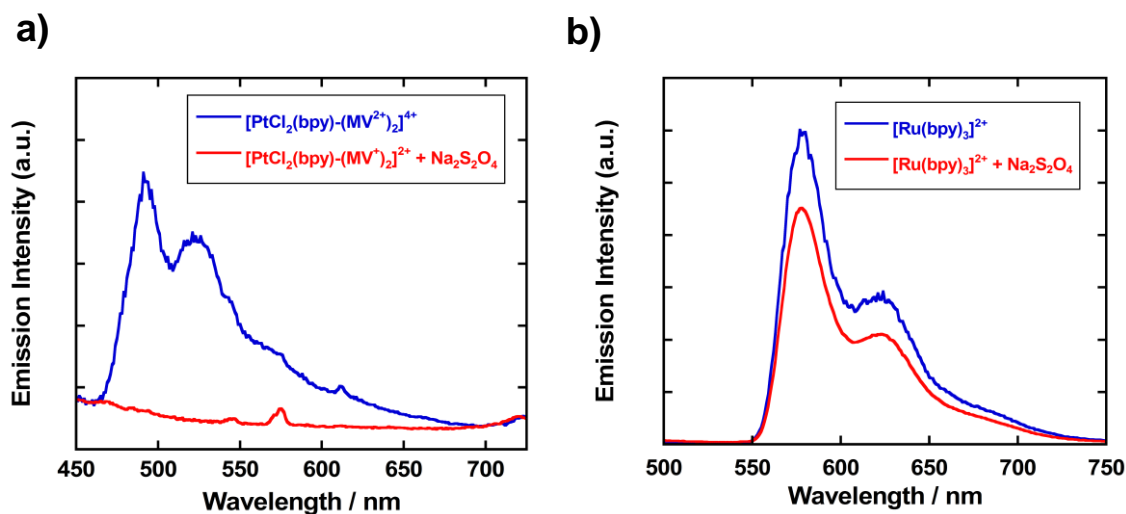 a)
Emission Intensity (a.u.)
[PtCl₂(bpy)-(MV²⁺)₂]⁴⁺
[PtCl₂(bpy)-(MV⁺)₂]²⁺ + Na₂S₂O₄
450 500 550 600 650 700
Wavelength / nm
b)
Emission Intensity (a.u.)
[Ru(bpy)₃]²⁺
[Ru(bpy)₃]²⁺ + Na₂S₂O₄
500 550 600 650 700 750
Wavelength / nm